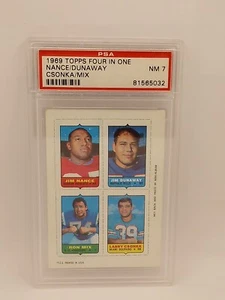 PSA
1969 TOPPS FOUR IN ONE
NANCE/DUNAWAY NM 7
CSONKA/MIX 81565032
JIM NANCE
JIM DUNAWAY
RON MIX
LARRY CSONKA
39